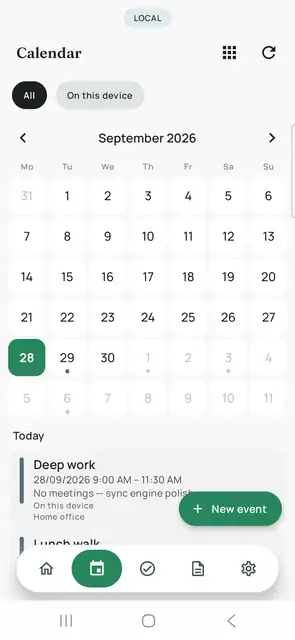 LOCAL
Calendar
All
On this device
September 2026
Mo Tu We Th Fr Sa Su
31 1 2 3 4 5 6
7 8 9 10 11 12 13
14 15 16 17 18 19 20
21 22 23 24 25 26 27
28 29 30 1 2 3 4
5 6 7 8 9 10 11
Today
Deep work
28/09/2026 9:00 AM – 11:30 AM
No meetings — sync engine polish
On this device
Home office
+ New event
Lunch walk